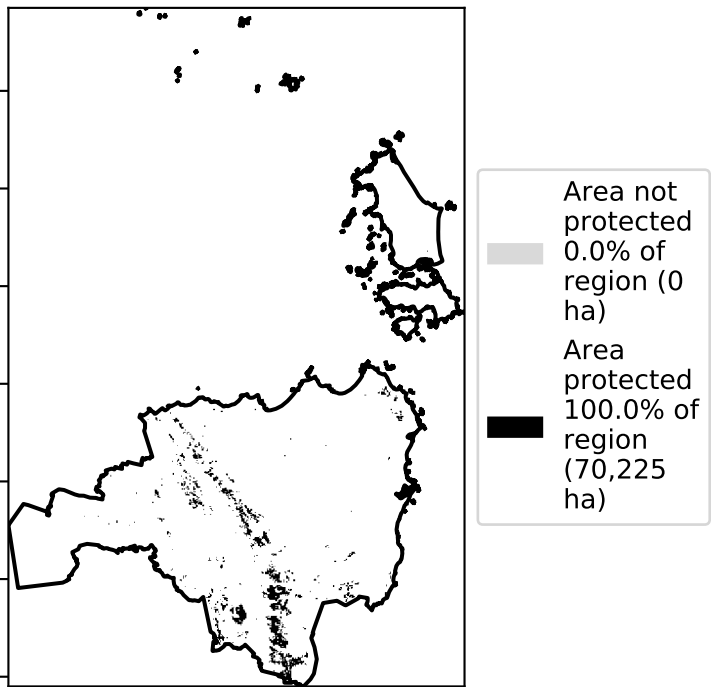 Area not
protected
0.0% of
region (0
ha)
Area
protected
100.0% of
region
(70,225
ha)